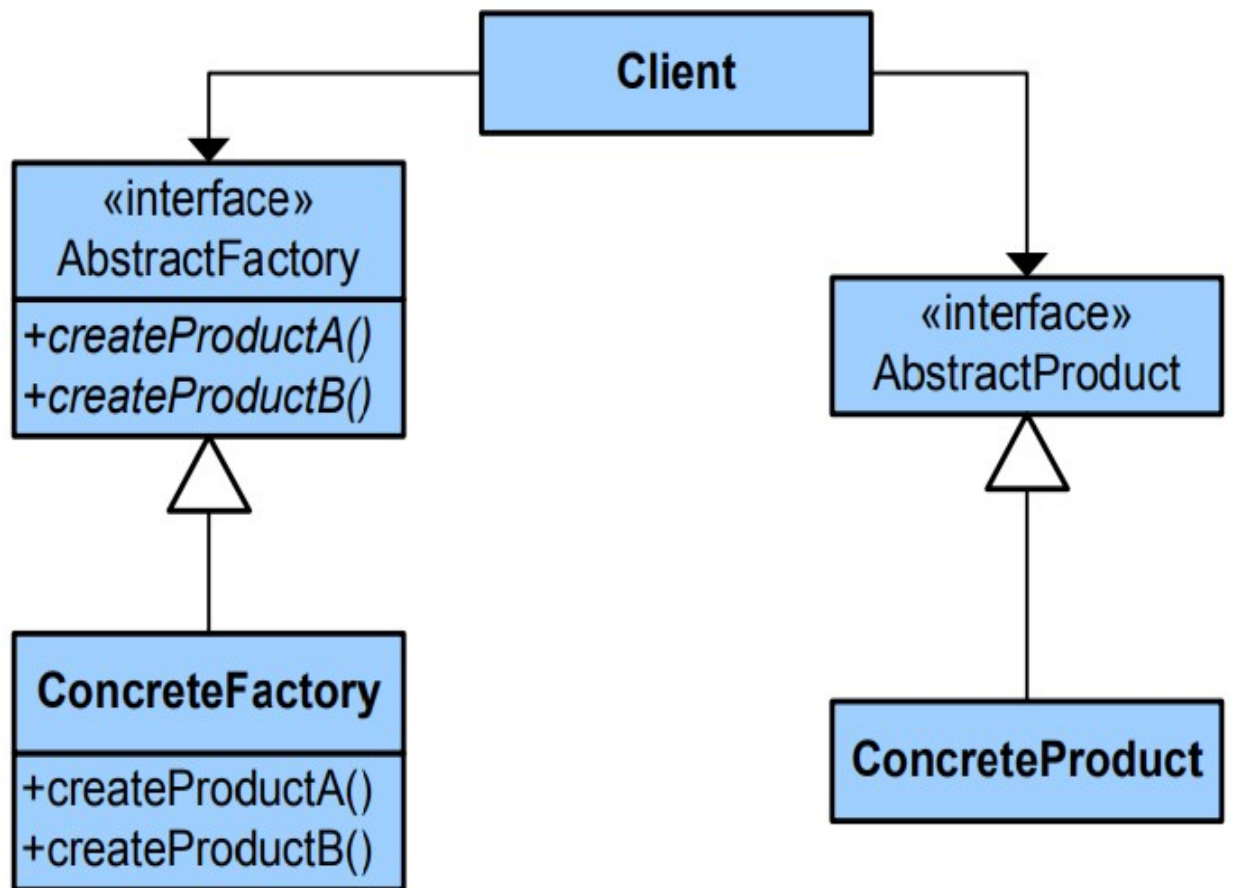 Client
«interface»
AbstractFactory
+createProductA()
+createProductB()
«interface»
AbstractProduct
ConcreteFactory
+createProductA()
+createProductB()
ConcreteProduct